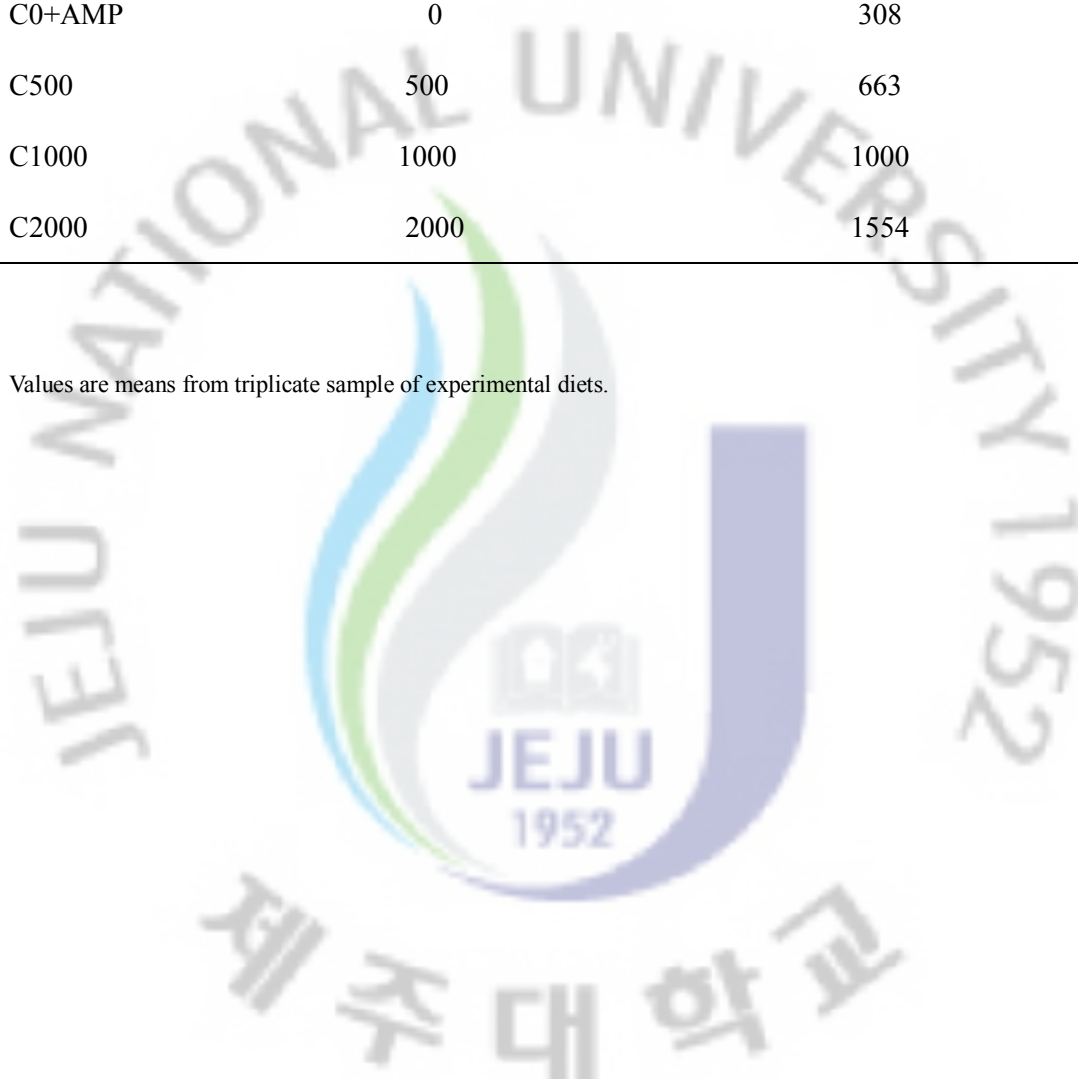 C0+AMP 0 308
C500 500 663
C1000 1000 1000
C2000 2000 1554
Values are means from triplicate sample of experimental diets.
JEJU NATIONAL UNIVERSITY 1952
JEJU
1952
제주대학교